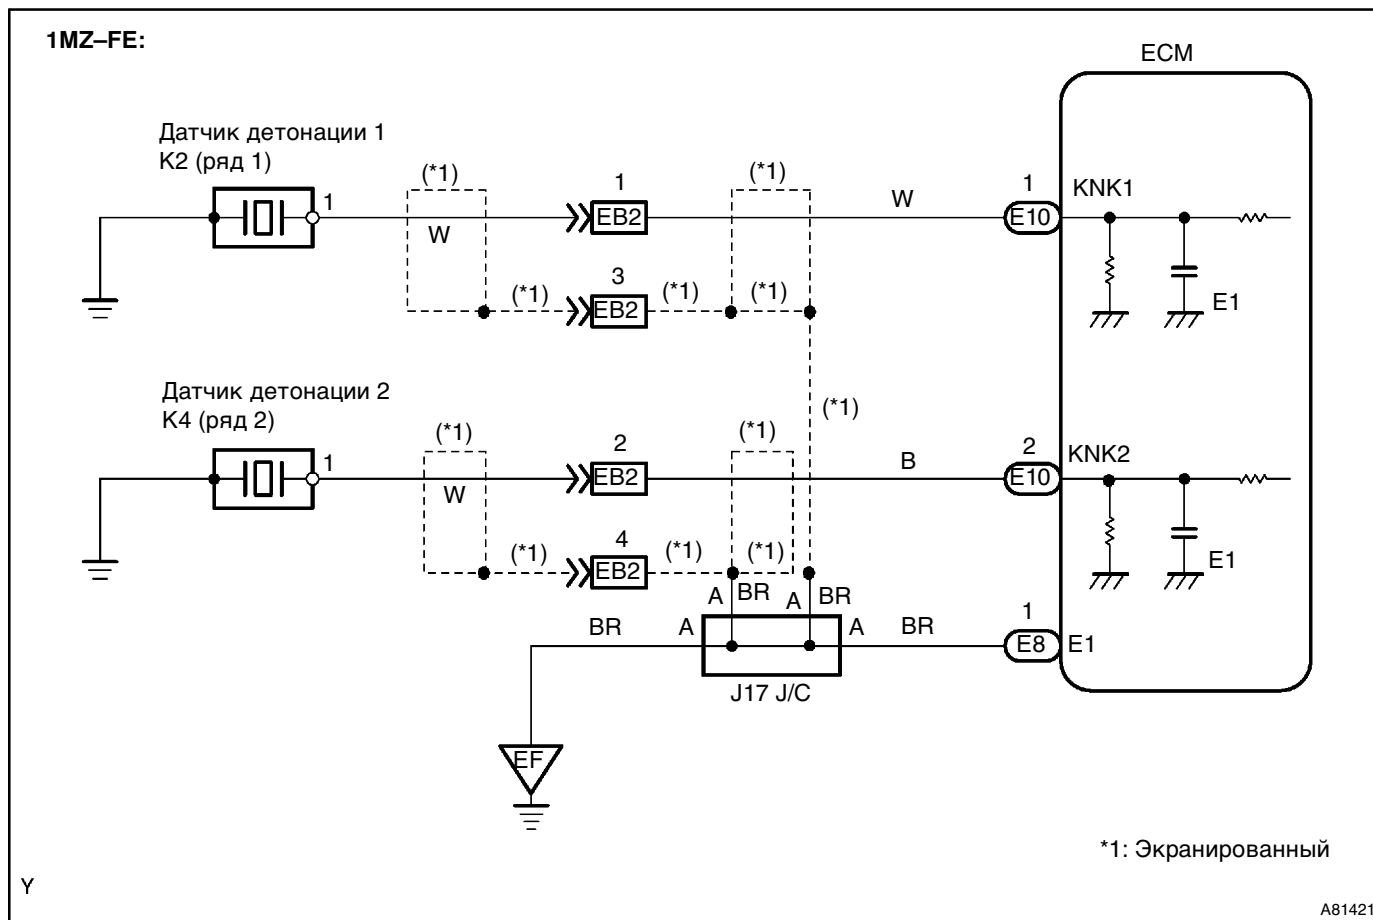 1MZ–FE:
ECM
Датчик детонации 1
K2 (ряд 1)
(*1)
(*1)
1
1
W
1
KNK1
EB2
W
E10
3
(*1)
(*1)
(*1)
EB2
E1
Датчик детонации 2
K4 (ряд 2)
(*1)
(*1)
(*1)
2
2
KNK2
1
B
EB2
E10
W
4
(*1)
(*1)
(*1)
EB2
E1
A
BR
A
BR
1
BR
A
A
BR
E8
E1
J17 J/C
EF
*1: Экранированный
Y
A81421